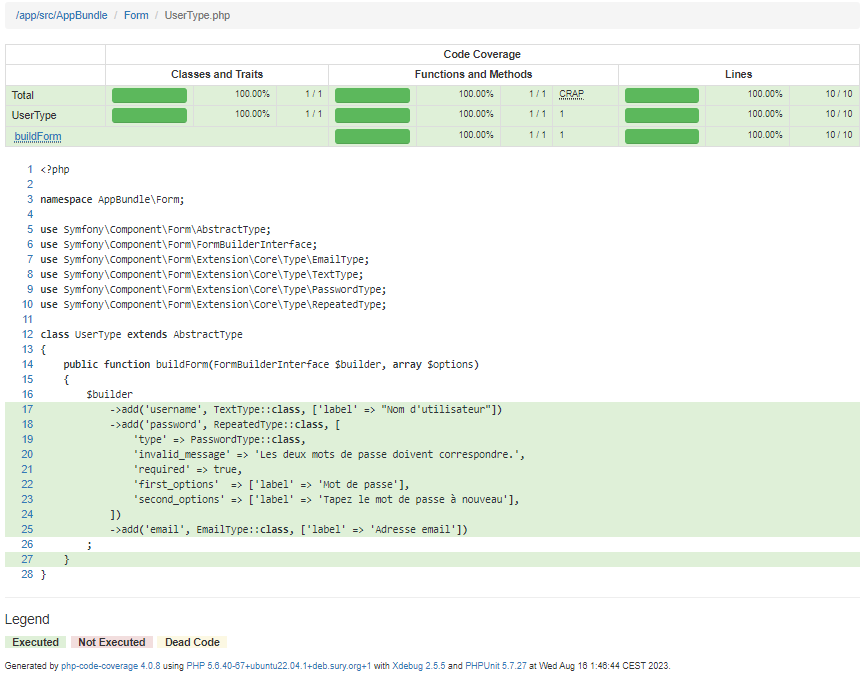 /app/src/AppBundle / Form / UserType.php
Code Coverage
Classes and Traits Functions and Methods Lines
Total 100.00% 1 / 1 100.00% 1 / 1 CRAP 100.00% 10 / 10
UserType 100.00% 1 / 1 100.00% 1 / 1 1 100.00% 10 / 10
buildForm 100.00% 1 / 1 1 100.00% 10 / 10
1 <?php
2
3 namespace AppBundle\Form;
4
5 use Symfony\Component\Form\AbstractType;
6 use Symfony\Component\Form\FormBuilderInterface;
7 use Symfony\Component\Form\Extension\Core\Type\EmailType;
8 use Symfony\Component\Form\Extension\Core\Type\TextType;
9 use Symfony\Component\Form\Extension\Core\Type\PasswordType;
10 use Symfony\Component\Form\Extension\Core\Type\RepeatedType;
11
12 class UserType extends AbstractType
13 {
14     public function buildForm(FormBuilderInterface $builder, array $options)
15     {
16         $builder
17             ->add('username', TextType::class, ['label' => "Nom d'utilisateur"])
18             ->add('password', RepeatedType::class, [
19                 'type' => PasswordType::class,
20                 'invalid_message' => 'Les deux mots de passe doivent correspondre.',
21                 'required' => true,
22                 'first_options'  => ['label' => 'Mot de passe'],
23                 'second_options' => ['label' => 'Tapez le mot de passe à nouveau'],
24             ])
25             ->add('email', EmailType::class, ['label' => 'Adresse email'])
26         ;
27     }
28 }
Legend
Executed Not Executed Dead Code
Generated by php-code-coverage 4.0.8 using PHP 5.6.40-67+ubuntu22.04.1+deb.sury.org+1 with Xdebug 2.5.5 and PHPUnit 5.7.27 at Wed Aug 16 1:46:44 CEST 2023.